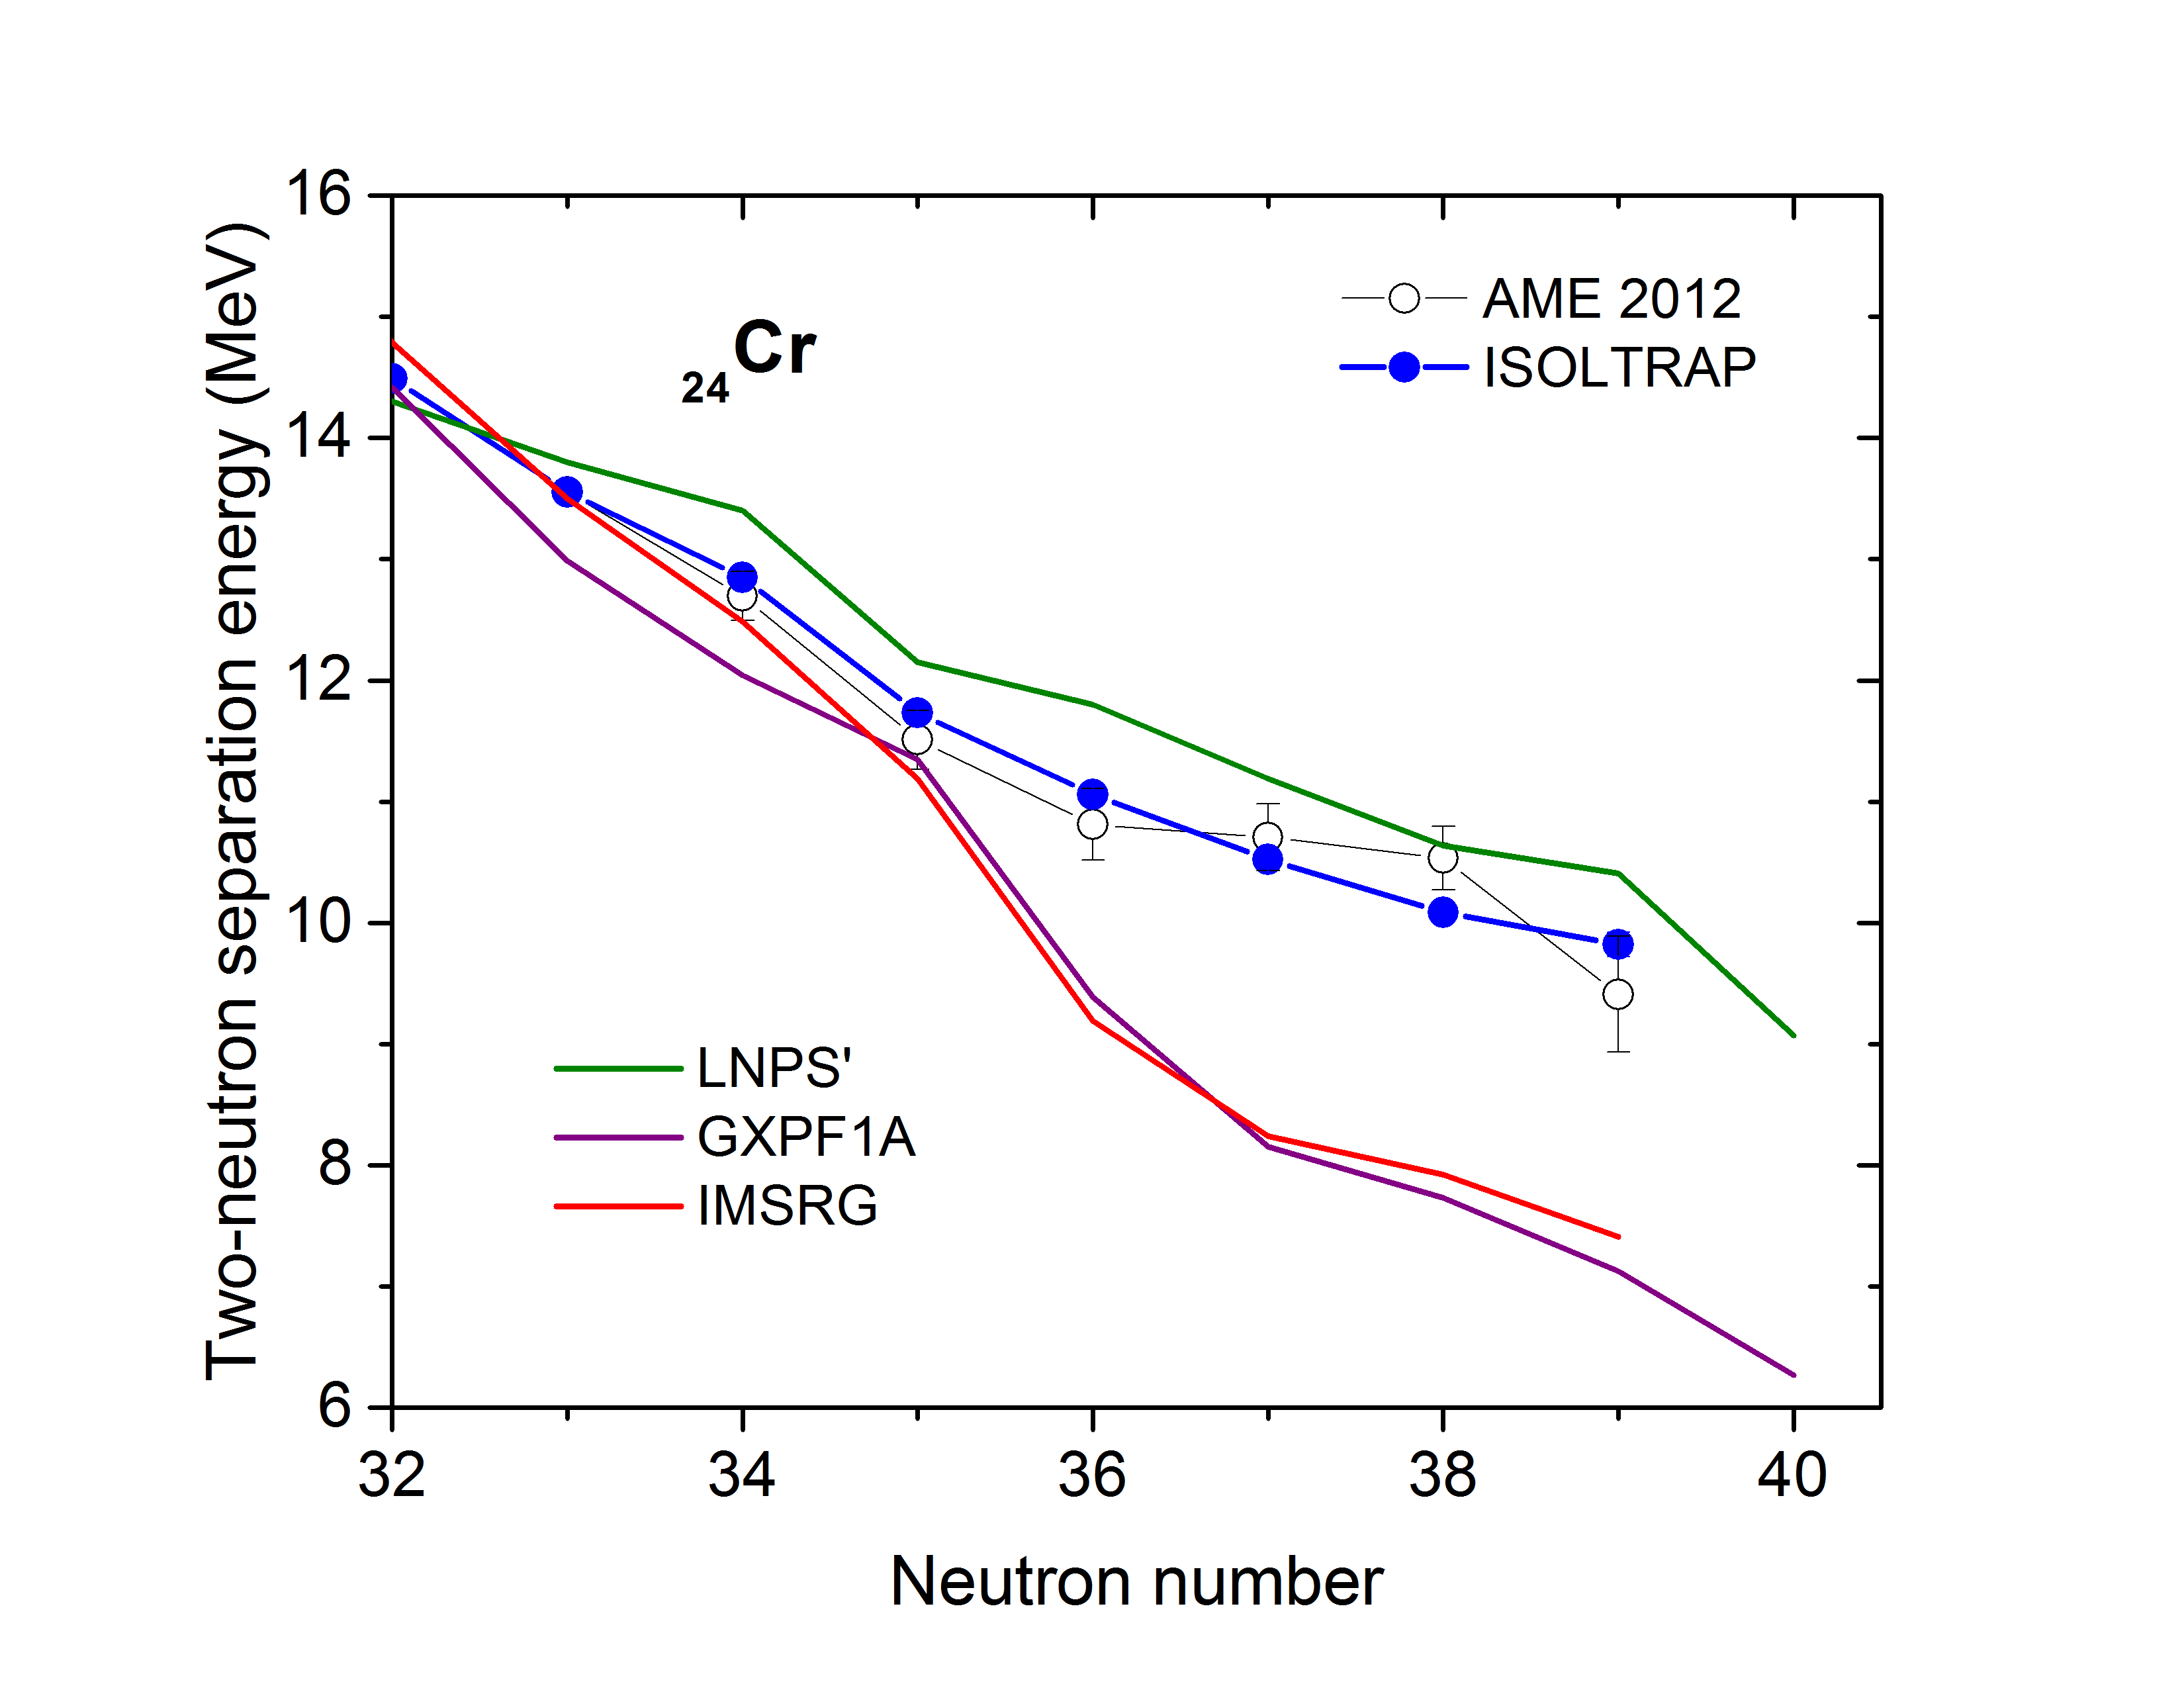 Two-neutron separation energy (MeV)
16
14
12
10
8
6
24Cr
AME 2012
ISOLTRAP
LNPS'
GXPF1A
IMSRG
32 34 36 38 40
Neutron number